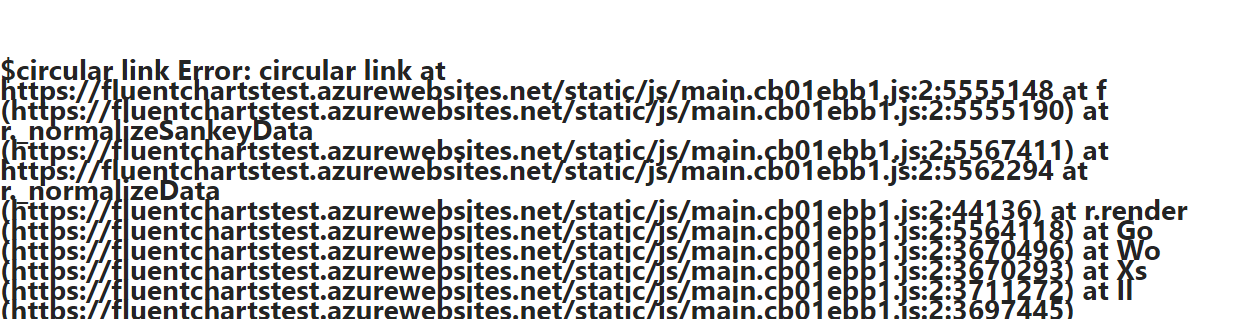 $circular link Error: circular link at
https://fluentchartstest.azurewebsites.net/static/js/main.cb01ebb1.js:2:5555148 at f
(https://fluentchartstest.azurewebsites.net/static/js/main.cb01ebb1.js:2:5555190) at
r._normalizeSankeyData
(https://fluentchartstest.azurewebsites.net/static/js/main.cb01ebb1.js:2:5567411) at
https://fluentchartstest.azurewebsites.net/static/js/main.cb01ebb1.js:2:5562294 at
r._normalizeData
(https://fluentchartstest.azurewebsites.net/static/js/main.cb01ebb1.js:2:44136) at r.render
(https://fluentchartstest.azurewebsites.net/static/js/main.cb01ebb1.js:2:5564118) at Go
(https://fluentchartstest.azurewebsites.net/static/js/main.cb01ebb1.js:2:3670496) at Wo
(https://fluentchartstest.azurewebsites.net/static/js/main.cb01ebb1.js:2:3670293) at Xs
(https://fluentchartstest.azurewebsites.net/static/js/main.cb01ebb1.js:2:3711272) at Il
(https://fluentchartstest.azurewebsites.net/static/js/main.cb01ebb1.js:2:3697445)